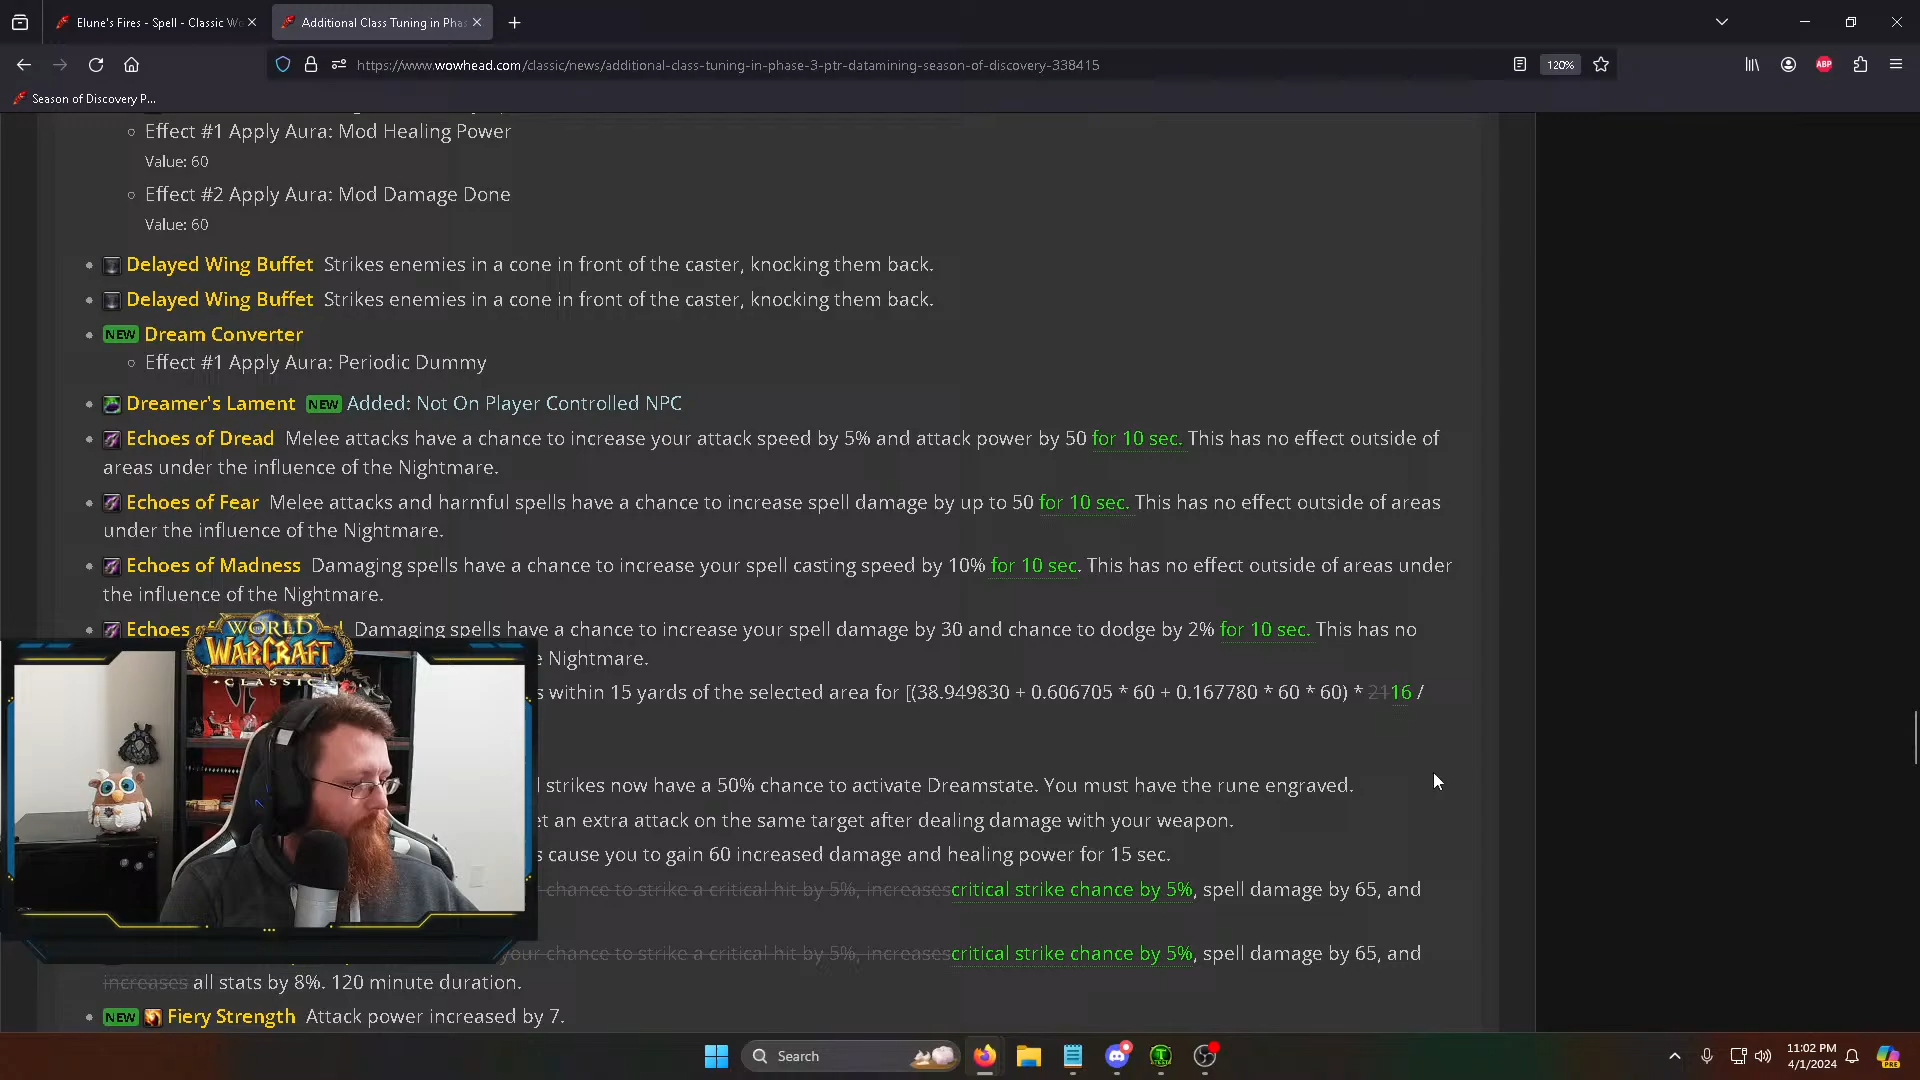 Elune's Fires - Spell - Classic Wo
Additional Class Tuning in Pha
https://www.wowhead.com/classic/news/additional-class-tuning-in-phase-3-ptr-datamining-season-of-discovery-338415
120%
ABP
Season of Discovery P...
Effect #1 Apply Aura: Mod Healing Power
Value: 60
Effect #2 Apply Aura: Mod Damage Done
Value: 60
Delayed Wing Buffet Strikes enemies in a cone in front of the caster, knocking them back.
Delayed Wing Buffet Strikes enemies in a cone in front of the caster, knocking them back.
NEW Dream Converter
Effect #1 Apply Aura: Periodic Dummy
Dreamer's Lament NEW Added: Not On Player Controlled NPC
Echoes of Dread Melee attacks have a chance to increase your attack speed by 5% and attack power by 50 for 10 sec. This has no effect outside of
areas under the influence of the Nightmare.
Echoes of Fear Melee attacks and harmful spells have a chance to increase spell damage by up to 50 for 10 sec. This has no effect outside of areas
under the influence of the Nightmare.
Echoes of Madness Damaging spells have a chance to increase your spell casting speed by 10% for 10 sec. This has no effect outside of areas under
the influence of the Nightmare.
Echoes Damaging spells have a chance to increase your spell damage by 30 and chance to dodge by 2% for 10 sec. This has no
Nightmare.
within 15 yards of the selected area for [(38.949830 + 0.606705 * 60 + 0.167780 * 60 * 60) * 2116 /
strikes now have a 50% chance to activate Dreamstate. You must have the rune engraved.
an extra attack on the same target after dealing damage with your weapon.
cause you to gain 60 increased damage and healing power for 15 sec.
chance to strike a critical hit by 5%, increasescritical strike chance by 5%, spell damage by 65, and
your chance to strike a critical hit by 5%, increasescritical strike chance by 5%, spell damage by 65, and
increases all stats by 8%. 120 minute duration.
NEW Fiery Strength Attack power increased by 7.
WORLD
WARCRAFT
CLASSIC
Search
11:02 PM
4/1/2024
PRE